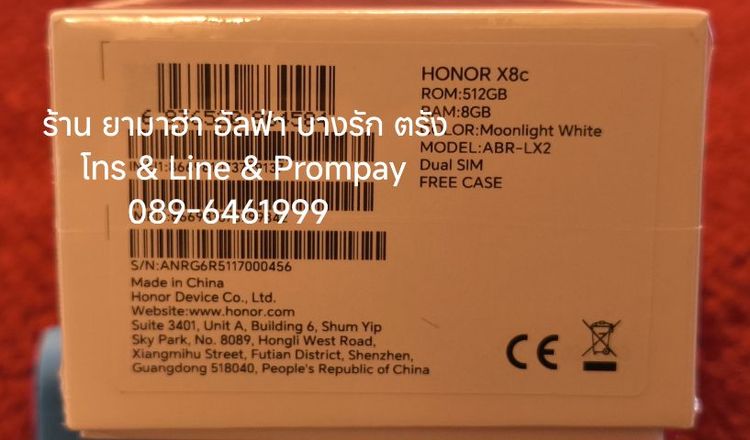 HONOR X8c
ROM:512GB
RAM:8GB
COLOR:Moonlight White
MODEL:ABR-LX2
Dual SIM
FREE CASE
ร้าน ยามาฮ่า อัลฟ่า บางรัก ตรัง
โทร & Line & Prompay
089-6461999
S/N:ANRG6R5117000456
Made in China
Honor Device Co., Ltd.
Website:www.honor.com
Suite 3401, Unit A, Building 6, Shum Yip
Sky Park, No. 8089, Hongli West Road,
Xiangmihu Street, Futian District, Shenzhen,
Guangdong 518040, People's Republic of China
CE